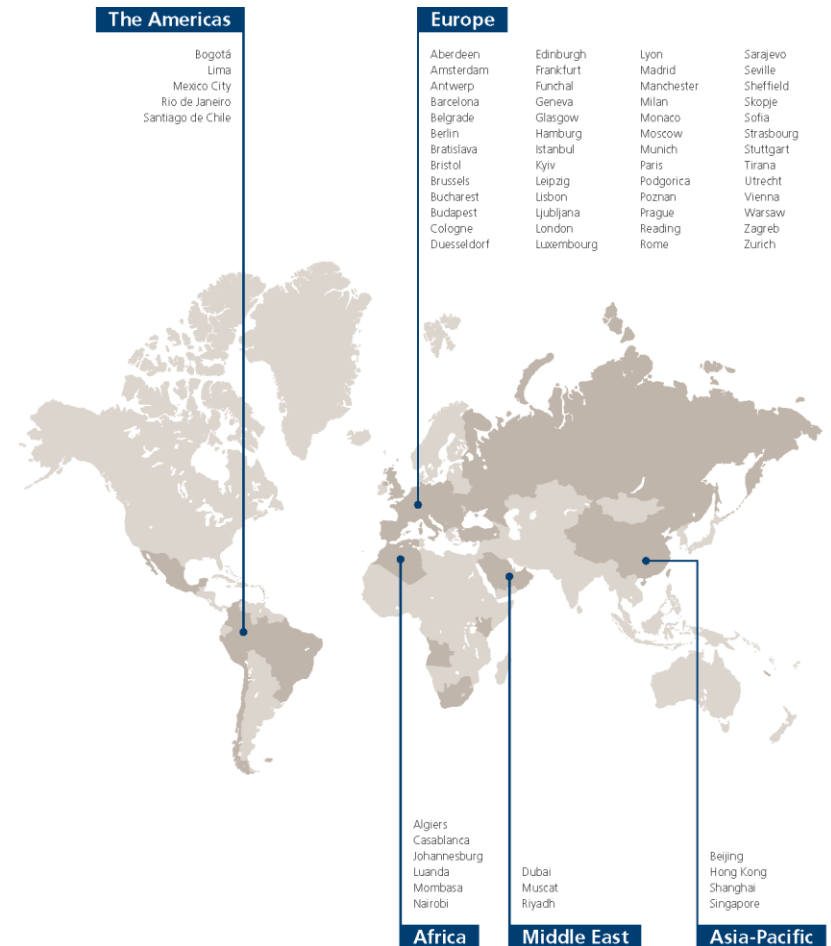 The Americas
Bogotá
Lima
Mexico City
Rio de Janeiro
Santiago de Chile
Europe
Aberdeen
Amsterdam
Antwerp
Barcelona
Belgrade
Berlin
Bratislava
Bristol
Brussels
Bucharest
Budapest
Cologne
Duesseldorf
Edinburgh
Frankfurt
Funchal
Geneva
Glasgow
Hamburg
Istanbul
Kyiv
Leipzig
Lisbon
Ljubljana
London
Luxembourg
Lyon
Madrid
Manchester
Milan
Monaco
Moscow
Munich
Paris
Podgorica
Poznan
Prague
Reading
Rome
Sarajevo
Seville
Sheffield
Skopje
Sofia
Strasbourg
Stuttgart
Tirana
Utrecht
Vienna
Warsaw
Zagreb
Zurich
Algiers
Casablanca
Johannesburg
Luanda
Mombasa
Nairobi
Africa
Dubai
Muscat
Riyadh
Middle East
Beijing
Hong Kong
Shanghai
Singapore
Asia-Pacific